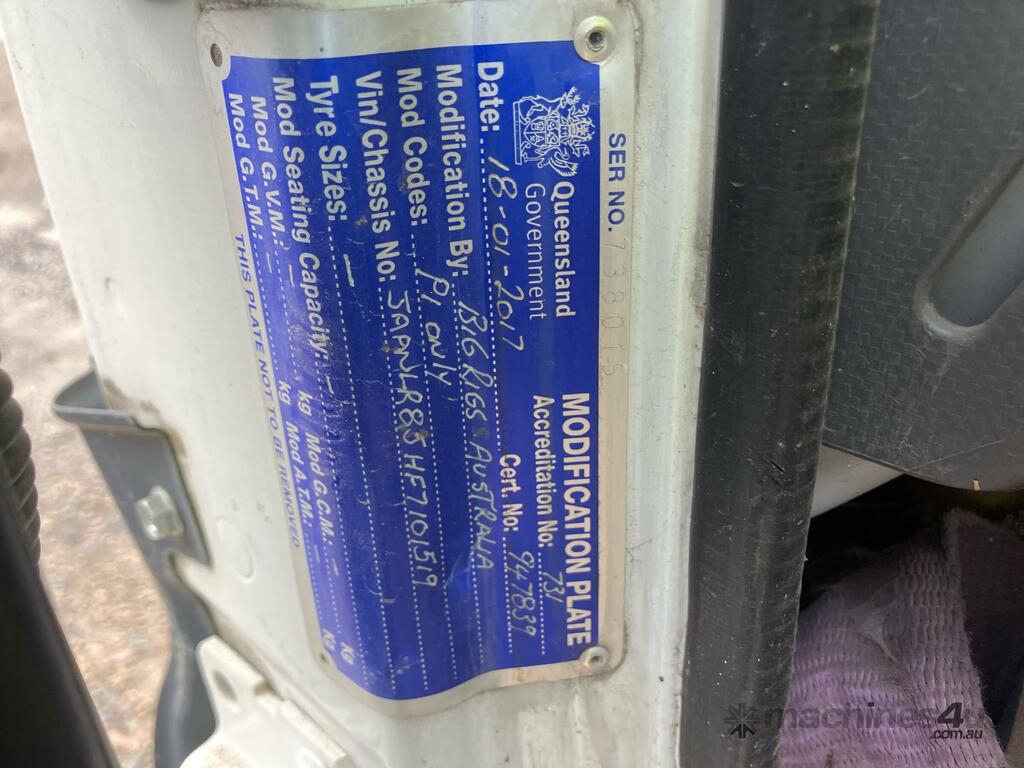 SER NO. 738015
Queensland
Government
MODIFICATION PLATE
Accreditation No: 731
Date: 18-01-2017 Cert. No: 947839
Modification By: BIG RIGS AUSTRALIA
Mod Codes: P1 ONLY
Vin/Chassis No: JAANLR85HF7101519
Tyre Sizes: —
Mod Seating Capacity: —
Mod G.V.M.: — kg Mod G.C.M.: — KG
Mod G.T.M.: — kg Mod A.T.M.: — KG
THIS PLATE NOT TO BE REMOVED
machines4u
.com.au